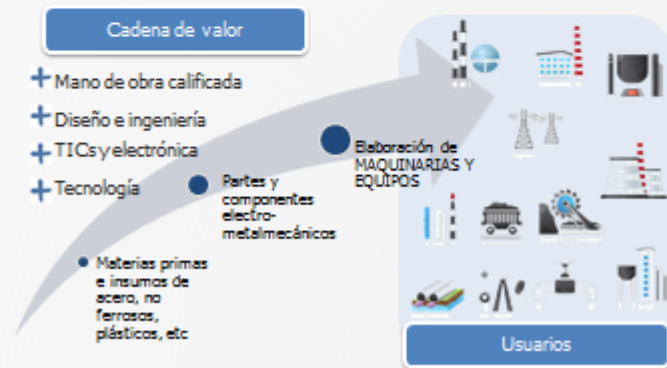 Cadena de valor
+ Mano de obra calificada
+ Diseño e ingeniería
+ TICs y electrónica
+ Tecnología
Elaboración de
MAQUINARIAS Y
EQUIPOS
Partes y
componentes
electro-
metalmecánicos
Materias primas
e insumos de
acero, no
ferrosos,
plásticos, etc
Usuarios